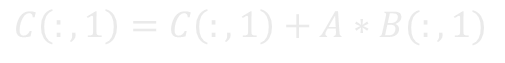 C(:,1) = C(:,1) + A * B(:,1)